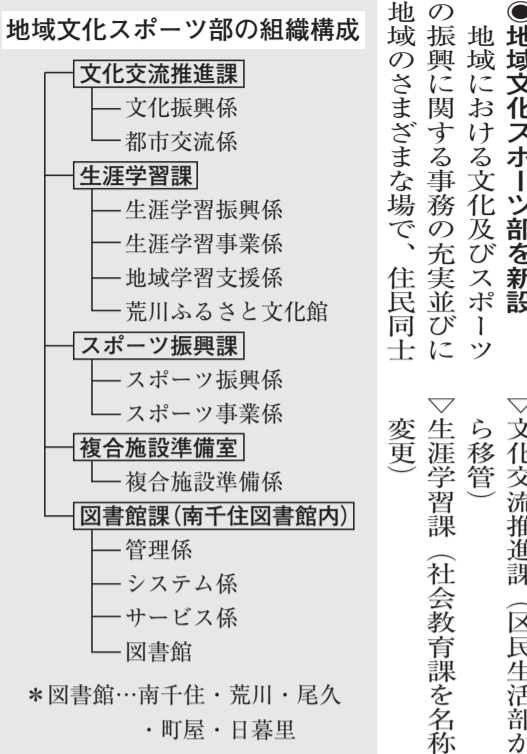 ◉地域文化スポーツ部を新設
地域における文化及びスポーツ
の振興に関する事務の充実並びに
地域のさまざまな場で、住民同士
▽文化交流推進課（区民生活部か
ら移管）
▽生涯学習課（社会教育課を名称
変更）
地域文化スポーツ部の組織構成
文化交流推進課
文化振興係
都市交流係
生涯学習課
生涯学習振興係
生涯学習事業係
地域学習支援係
荒川ふるさと文化館
スポーツ振興課
スポーツ振興係
スポーツ事業係
複合施設準備室
複合施設準備係
図書館課(南千住図書館内)
管理係
システム係
サービス係
図書館
＊図書館…南千住・荒川・尾久
・町屋・日暮里